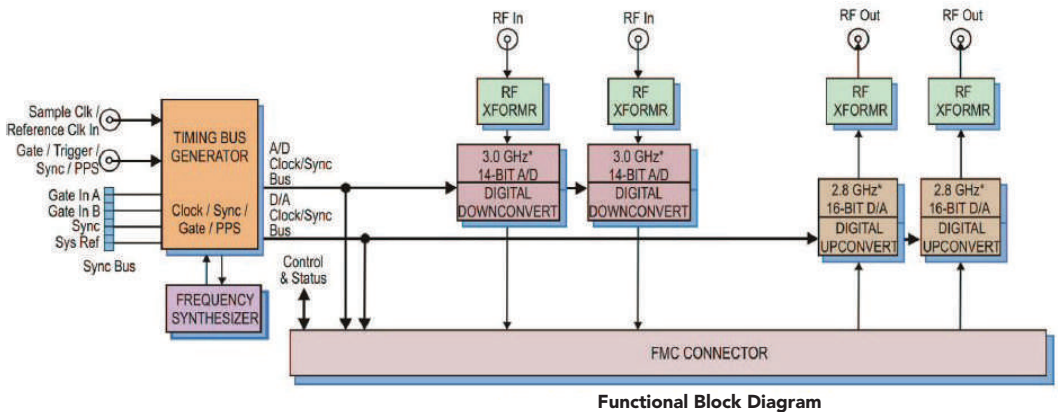 RF In
RF In
RF Out
RF Out
RF
XFORMR
RF
XFORMR
RF
XFORMR
RF
XFORMR
Sample Clk /
Reference Clk In
Gate / Trigger /
Sync / PPS
Gate In A
Gate In B
Sync
Sys Ref
Sync Bus
TIMING BUS
GENERATOR
Clock / Sync /
Gate / PPS
A/D
Clock/Sync
Bus
D/A
Clock/Sync
Bus
3.0 GHz*
14-BIT A/D
DIGITAL
DOWNCONVERT
3.0 GHz*
14-BIT A/D
DIGITAL
DOWNCONVERT
2.8 GHz*
16-BIT D/A
DIGITAL
UPCONVERT
2.8 GHz*
16-BIT D/A
DIGITAL
UPCONVERT
Control
& Status
FREQUENCY
SYNTHESIZER
FMC CONNECTOR
Functional Block Diagram